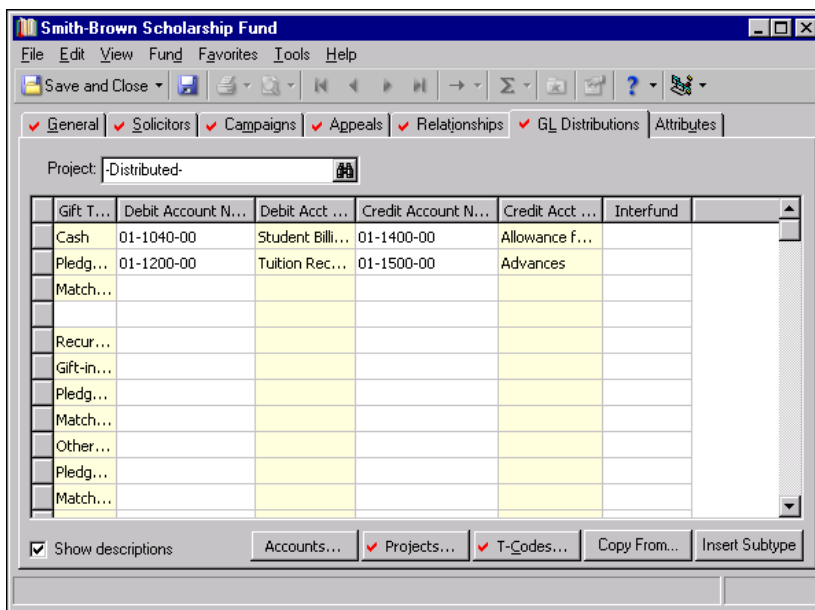 Smith-Brown Scholarship Fund
File Edit View Fund Favorites Tools Help
Save and Close
General Solicitors Campaigns Appeals Relationships GL Distributions Attributes
Project: -Distributed-
Gift T... Debit Account N... Debit Acct ... Credit Account N... Credit Acct ... Interfund
Cash 01-1040-00 Student Billi... 01-1400-00 Allowance f...
Pledg... 01-1200-00 Tuition Rec... 01-1500-00 Advances
Match...
Recur...
Gift-in...
Pledg...
Match...
Other...
Pledg...
Match...
Show descriptions Accounts... Projects... T-Codes... Copy From... Insert Subtype